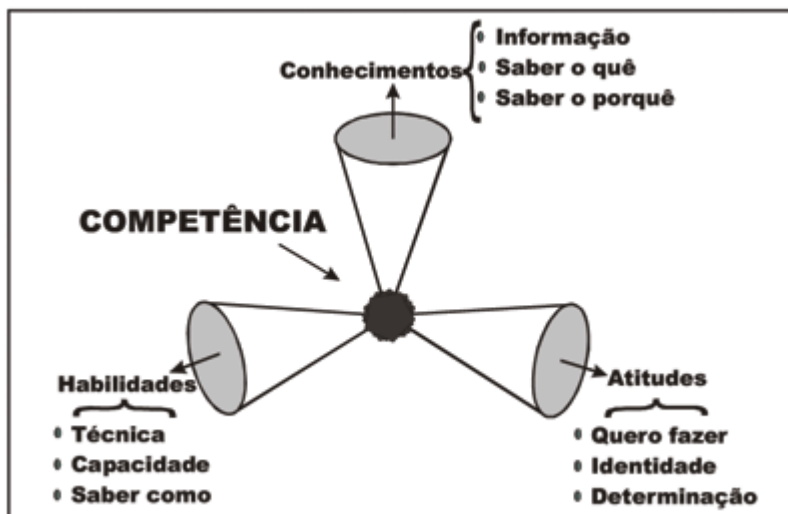 Conhecimentos
Informação
Saber o quê
Saber o porquê
COMPETÊNCIA
Habilidades
Técnica
Capacidade
Saber como
Atitudes
Quero fazer
Identidade
Determinação